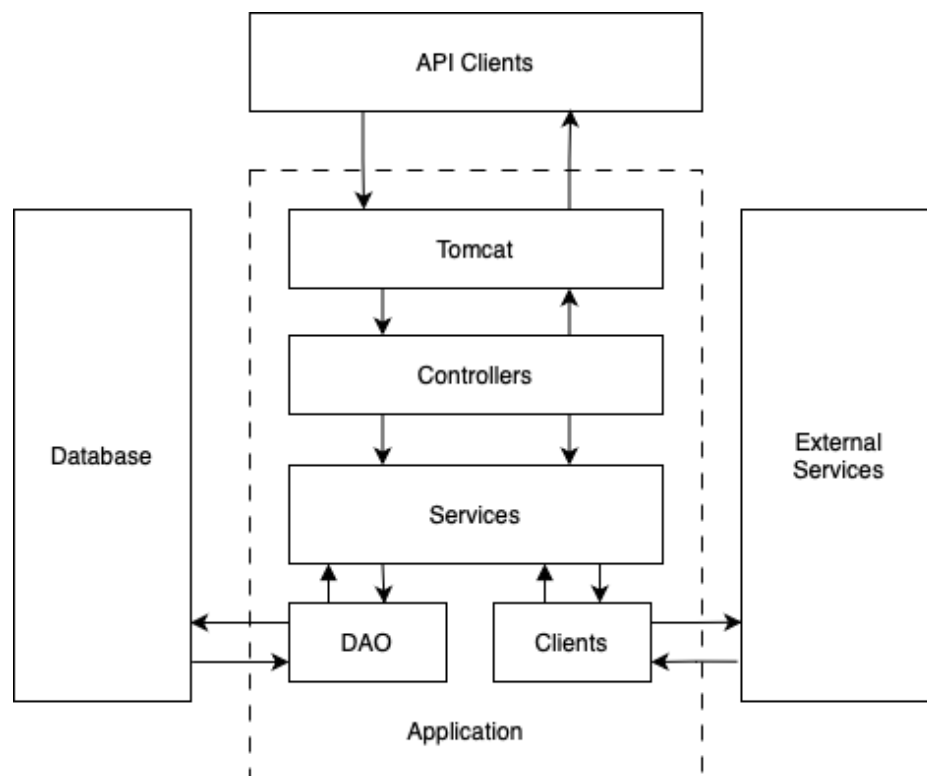 API Clients
Tomcat
Controllers
Database
External
Services
Services
DAO
Clients
Application